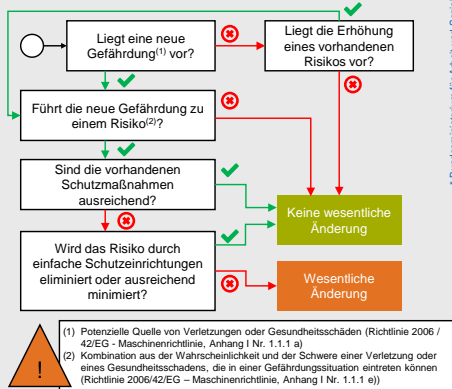 Liegt eine neue
Gefährdung(1) vor?
Liegt die Erhöhung
eines vorhandenen
Risikos vor?
Führt die neue Gefährdung zu
einem Risiko(2)?
Sind die vorhandenen
Schutzmaßnahmen
ausreichend?
Keine wesentliche
Änderung
Wird das Risiko durch
einfache Schutzeinrichtungen
eliminiert oder ausreichend
minimiert?
Wesentliche
Änderung
!
(1) Potenzielle Quelle von Verletzungen oder Gesundheitsschäden (Richtlinie 2006 /
42/EG - Maschinenrichtlinie, Anhang I Nr. 1.1.1 a)
(2) Kombination aus der Wahrscheinlichkeit und der Schwere einer Verletzung oder
eines Gesundheitsschadens, die in einer Gefährdungssituation eintreten können
(Richtlinie 2006/42/EG – Maschinenrichtlinie, Anhang I Nr. 1.1.1 e))